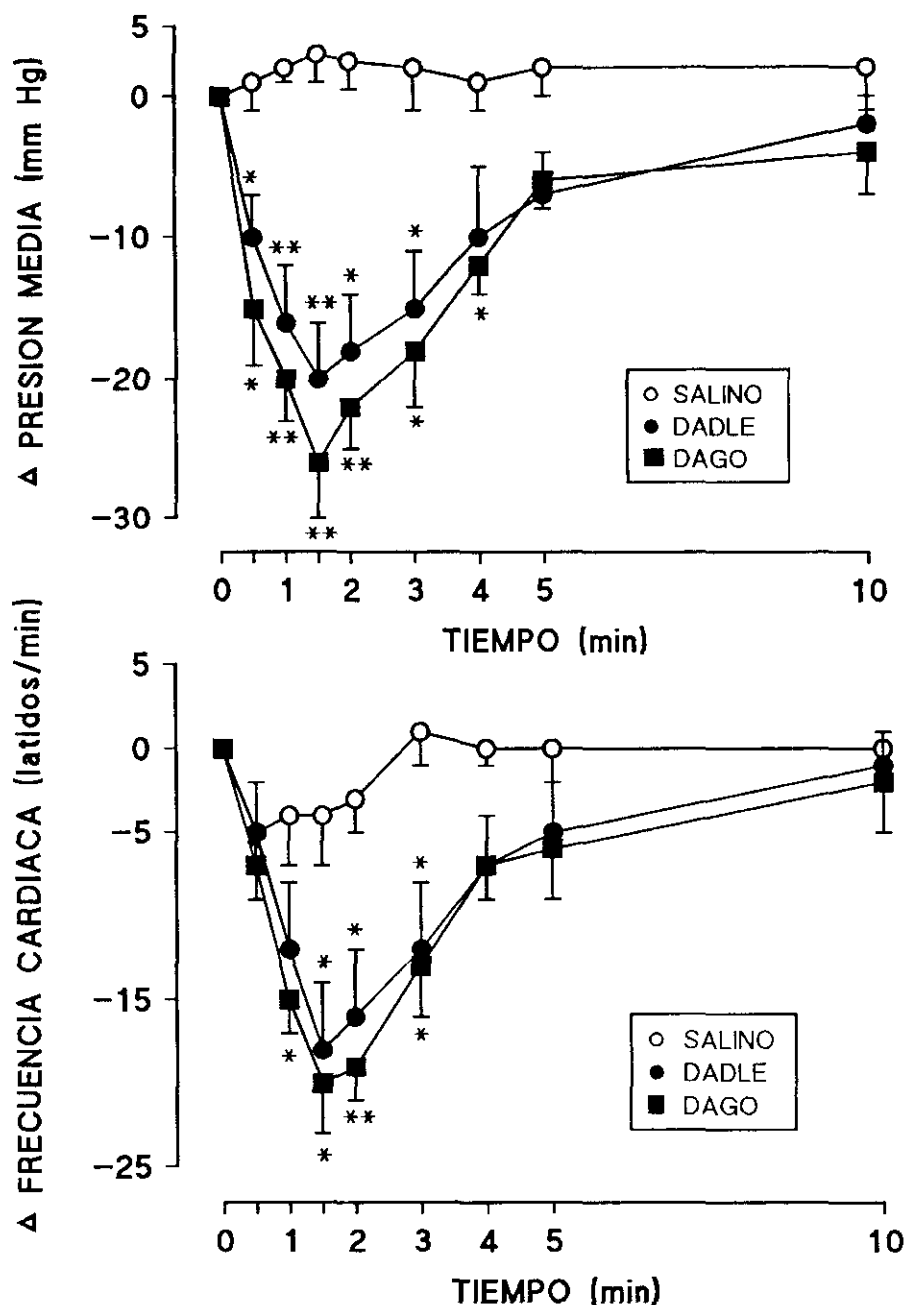 Δ PRESION MEDIA (mm Hg)
5
0
-10
-20
-30
*
**
**
*
*
*
**
**
**
*
*
○ SALINO
● DADLE
■ DAGO
0 1 2 3 4 5 10
TIEMPO (min)
Δ FRECUENCIA CARDIACA (latidos/min)
5
0
-5
-15
-25
*
*
*
*
*
**
*
○ SALINO
● DADLE
■ DAGO
0 1 2 3 4 5 10
TIEMPO (min)